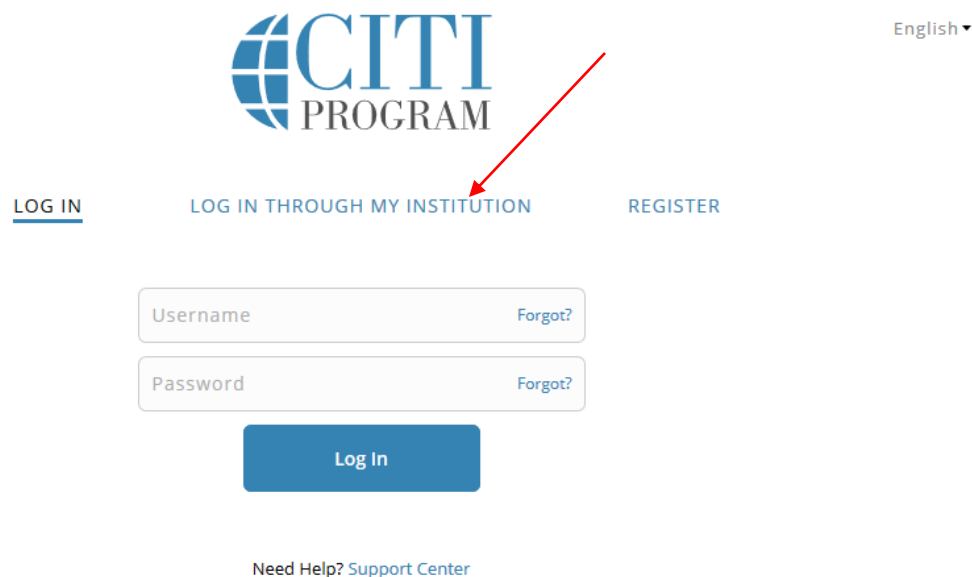 English
CITI
PROGRAM
LOG IN LOG IN THROUGH MY INSTITUTION REGISTER
Username Forgot?
Password Forgot?
Log In
Need Help? Support Center